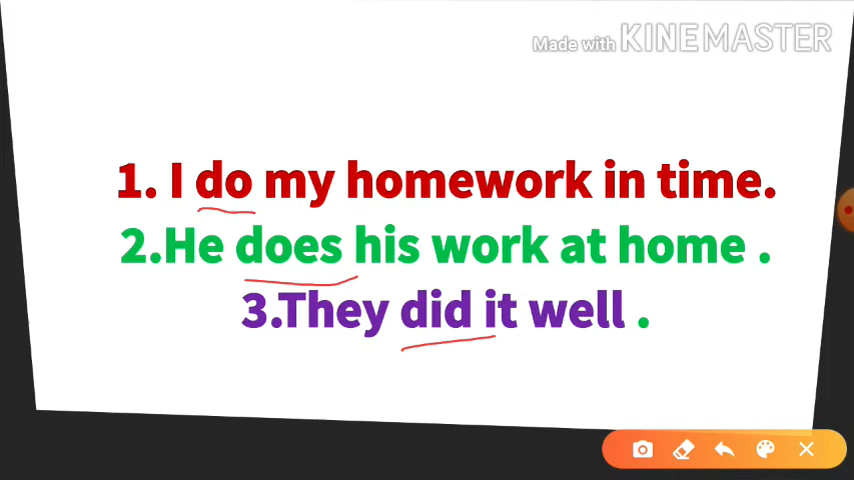 Made with KINEMASTER
1. I do my homework in time.
2.He does his work at home .
3.They did it well .